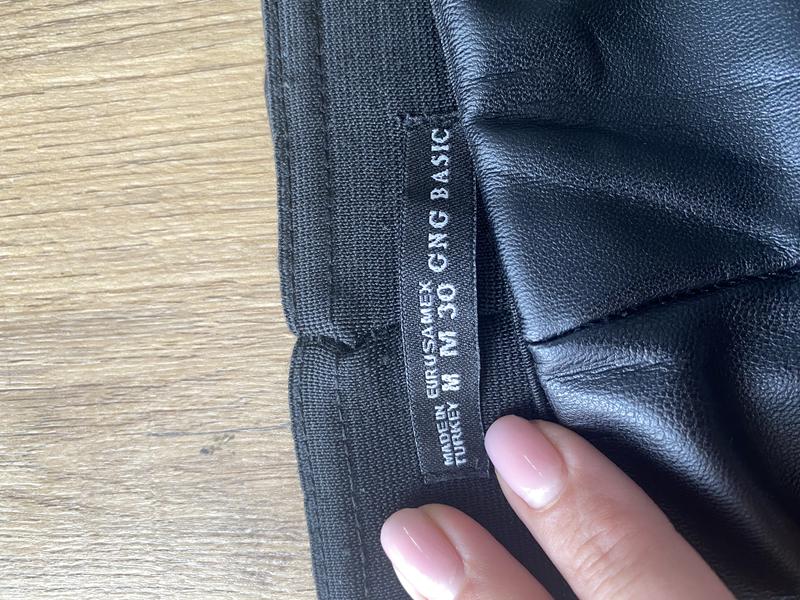 GNG BASIC
EUR USA MEX
M M 30
MADE IN
TURKEY